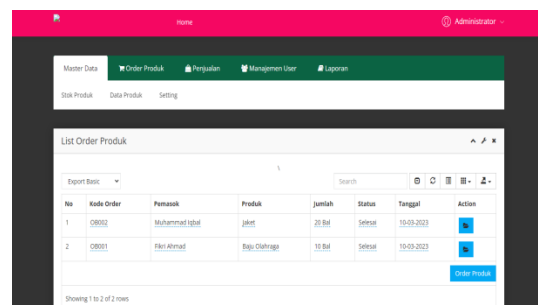 Home Administrator
Master Data Order Produk Penjualan Manajemen User Laporan
Stok Produk Data Produk Setting
List Order Produk
Export Basic Search
No Kode Order Pemasok Produk Jumlah Status Tanggal Action
1 OB002 Muhammad Iqbal Jaket 20 Bal Selesai 10-03-2023
2 OB001 Fikri Ahmad Baju Olahraga 10 Bal Selesai 10-03-2023
Order Produk
Showing 1 to 2 of 2 rows